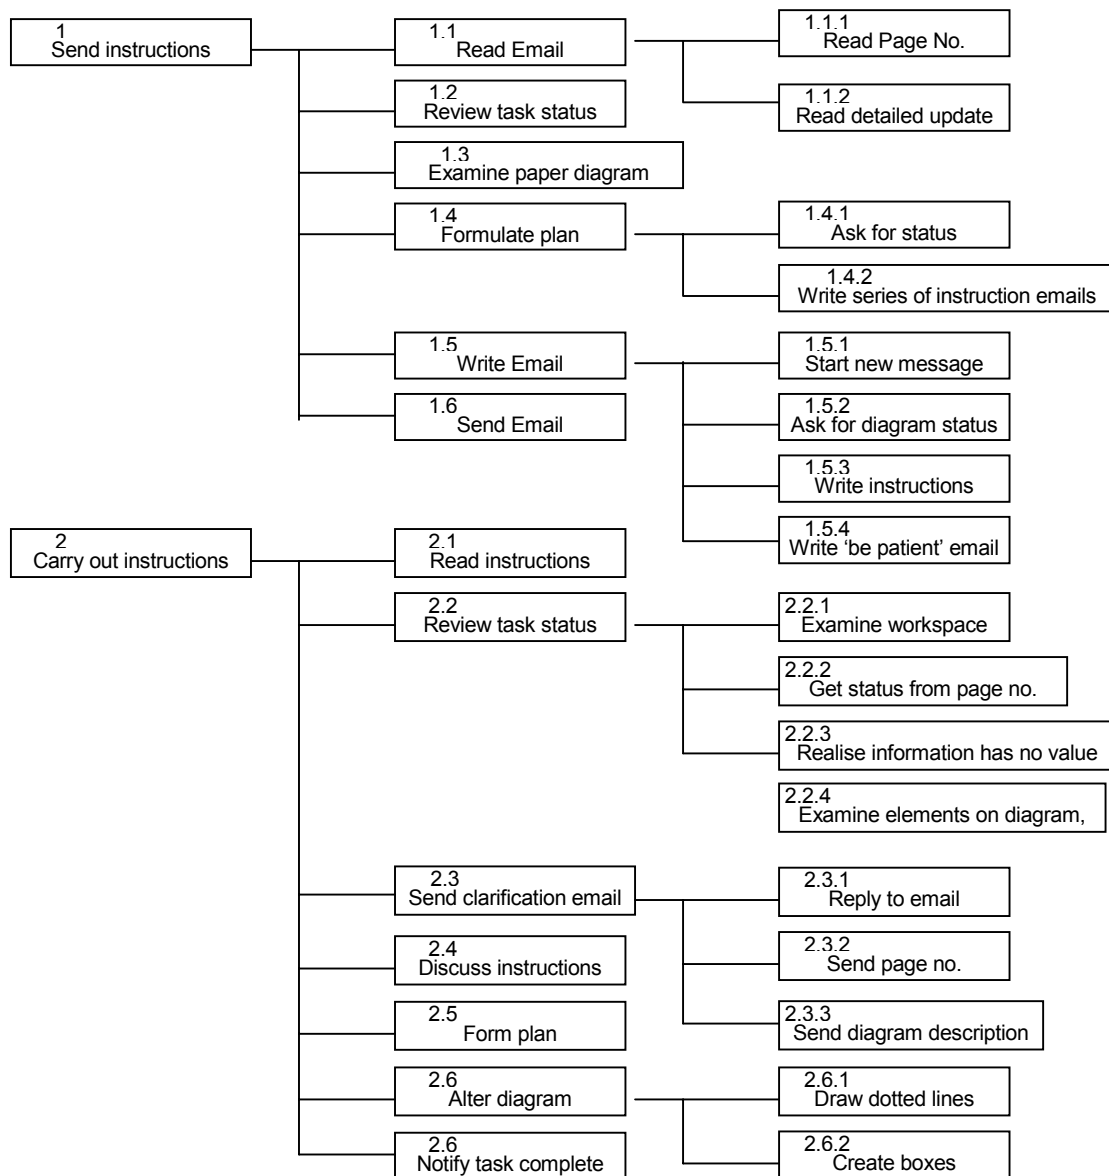 1
Send instructions
1.1
Read Email
1.1.1
Read Page No.
1.1.2
Read detailed update
1.2
Review task status
1.3
Examine paper diagram
1.4
Formulate plan
1.4.1
Ask for status
1.4.2
Write series of instruction emails
1.5
Write Email
1.5.1
Start new message
1.5.2
Ask for diagram status
1.5.3
Write instructions
1.5.4
Write ‘be patient’ email
1.6
Send Email
2
Carry out instructions
2.1
Read instructions
2.2
Review task status
2.2.1
Examine workspace
2.2.2
Get status from page no.
2.2.3
Realise information has no value
2.2.4
Examine elements on diagram,
2.3
Send clarification email
2.3.1
Reply to email
2.3.2
Send page no.
2.3.3
Send diagram description
2.4
Discuss instructions
2.5
Form plan
2.6
Alter diagram
2.6.1
Draw dotted lines
2.6.2
Create boxes
2.6
Notify task complete